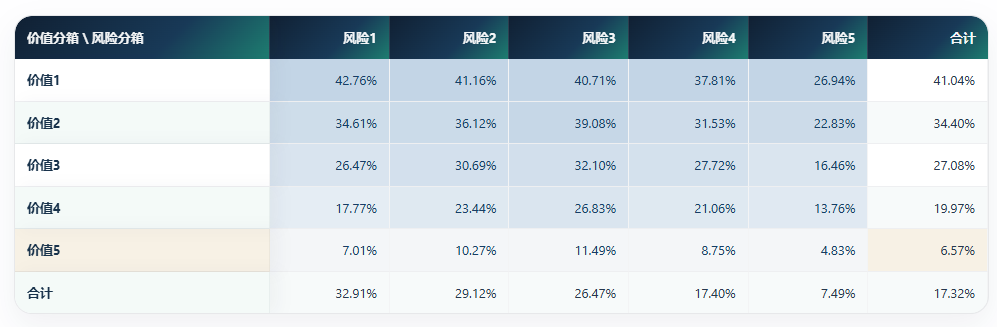 价值分箱 \ 风险分箱 风险1 风险2 风险3 风险4 风险5 合计
价值1 42.76% 41.16% 40.71% 37.81% 26.94% 41.04%
价值2 34.61% 36.12% 39.08% 31.53% 22.83% 34.40%
价值3 26.47% 30.69% 32.10% 27.72% 16.46% 27.08%
价值4 17.77% 23.44% 26.83% 21.06% 13.76% 19.97%
价值5 7.01% 10.27% 11.49% 8.75% 4.83% 6.57%
合计 32.91% 29.12% 26.47% 17.40% 7.49% 17.32%